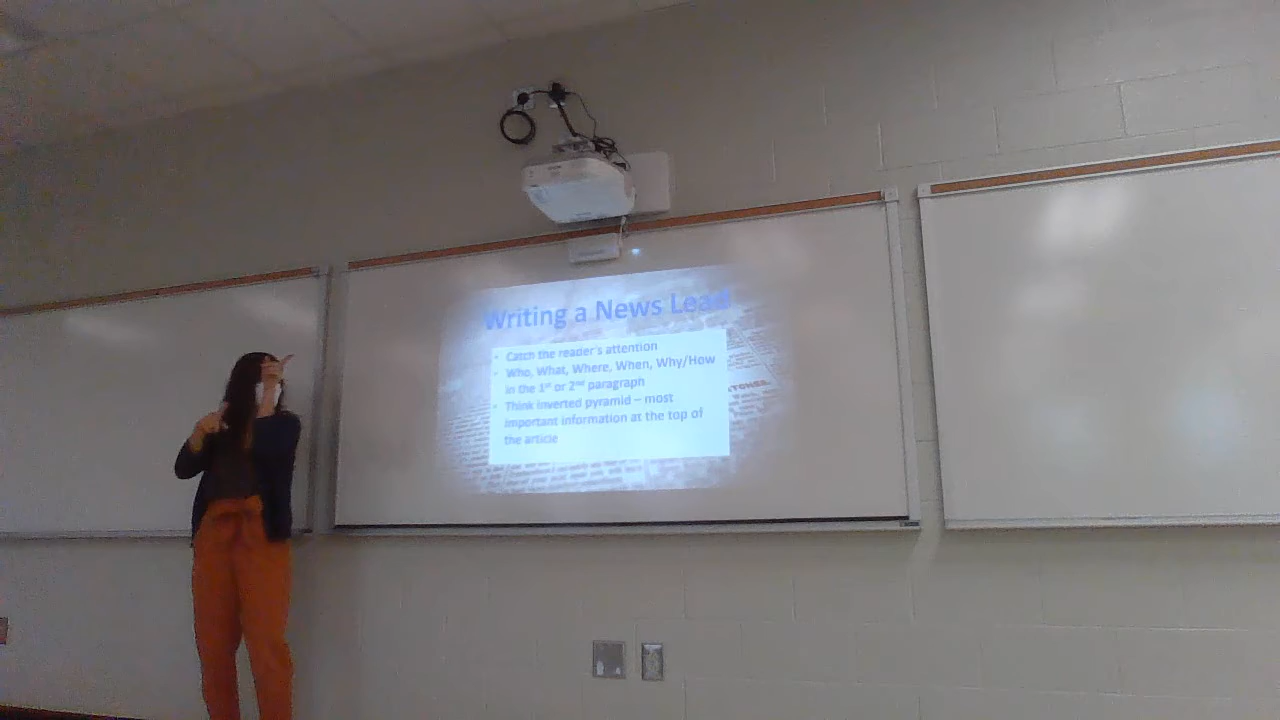 Writing a News Lead
• Catch the reader's attention
• Who, What, Where, When, Why/How
in the 1st or 2nd paragraph
• Think inverted pyramid – most
important information at the top of
the article